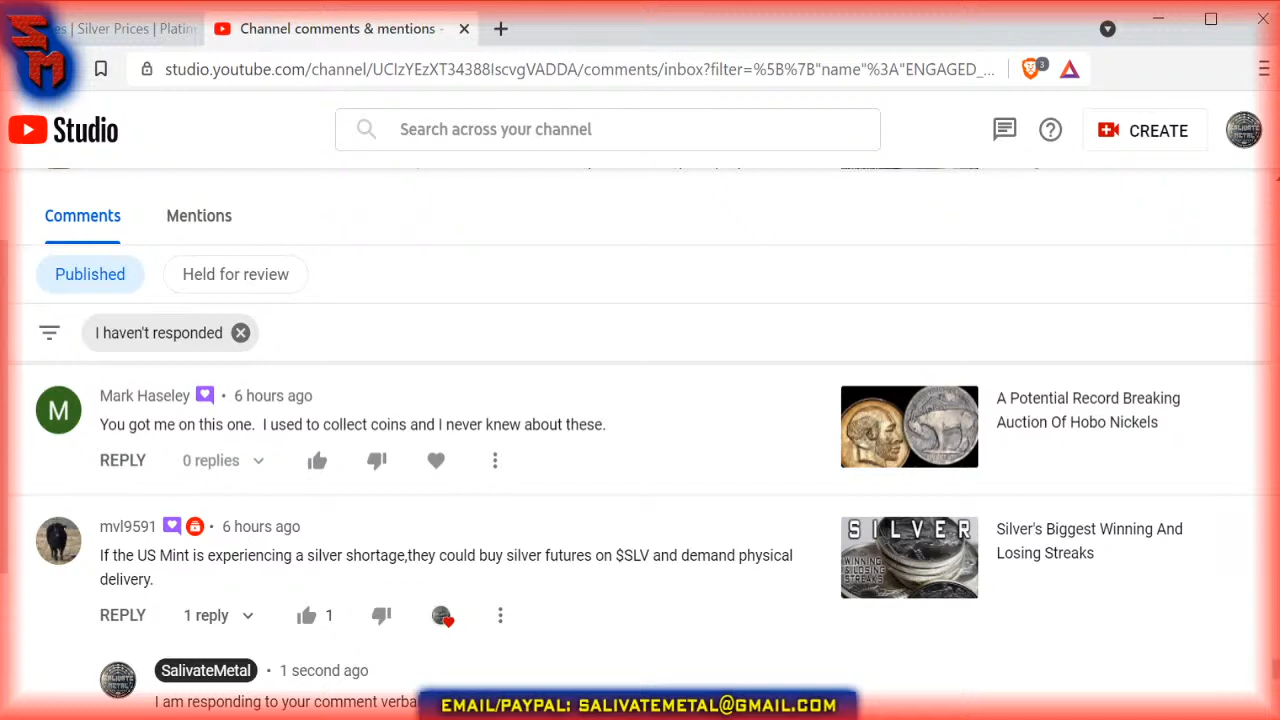 SM
es | Silver Prices | Platin
Channel comments & mentions -
studio.youtube.com/channel/UCIzYEzXT34388IscvgVADDA/comments/inbox?filter=%5B%7B"name"%3A"ENGAGED_...
3
Studio
Search across your channel
CREATE
Comments
Mentions
Published
Held for review
I haven't responded
M
Mark Haseley • 6 hours ago
You got me on this one. I used to collect coins and I never knew about these.
REPLY
0 replies
A Potential Record Breaking
Auction Of Hobo Nickels
mvl9591 • 6 hours ago
If the US Mint is experiencing a silver shortage,they could buy silver futures on $SLV and demand physical
delivery.
REPLY
1 reply
1
SILVER
WINNING
& LOSING
STREAKS
Silver's Biggest Winning And
Losing Streaks
SalivateMetal • 1 second ago
I am responding to your comment verba
EMAIL/PAYPAL: SALIVATEMETAL@GMAIL.COM